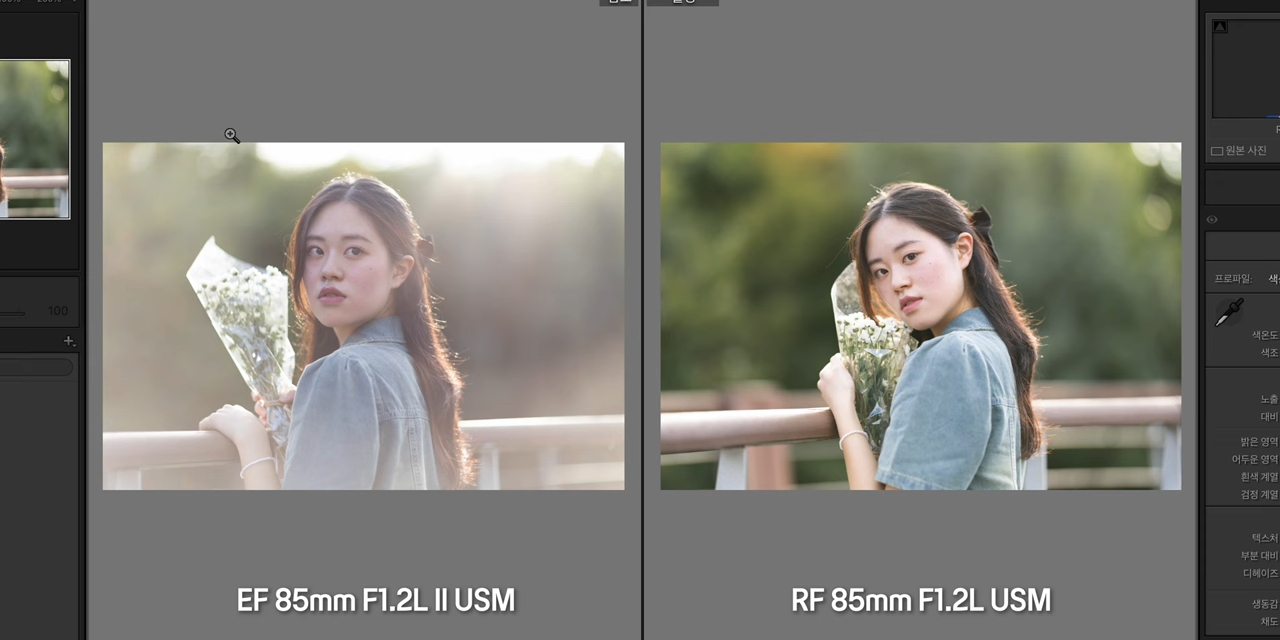 100
원본 사진
프로파일:
색온도
색조
노출
대비
밝은 영역
어두운 영역
흰색 계열
검정 계열
텍스처
부분 대비
디헤이즈
생동감
채도
EF 85mm F1.2L II USM
RF 85mm F1.2L USM